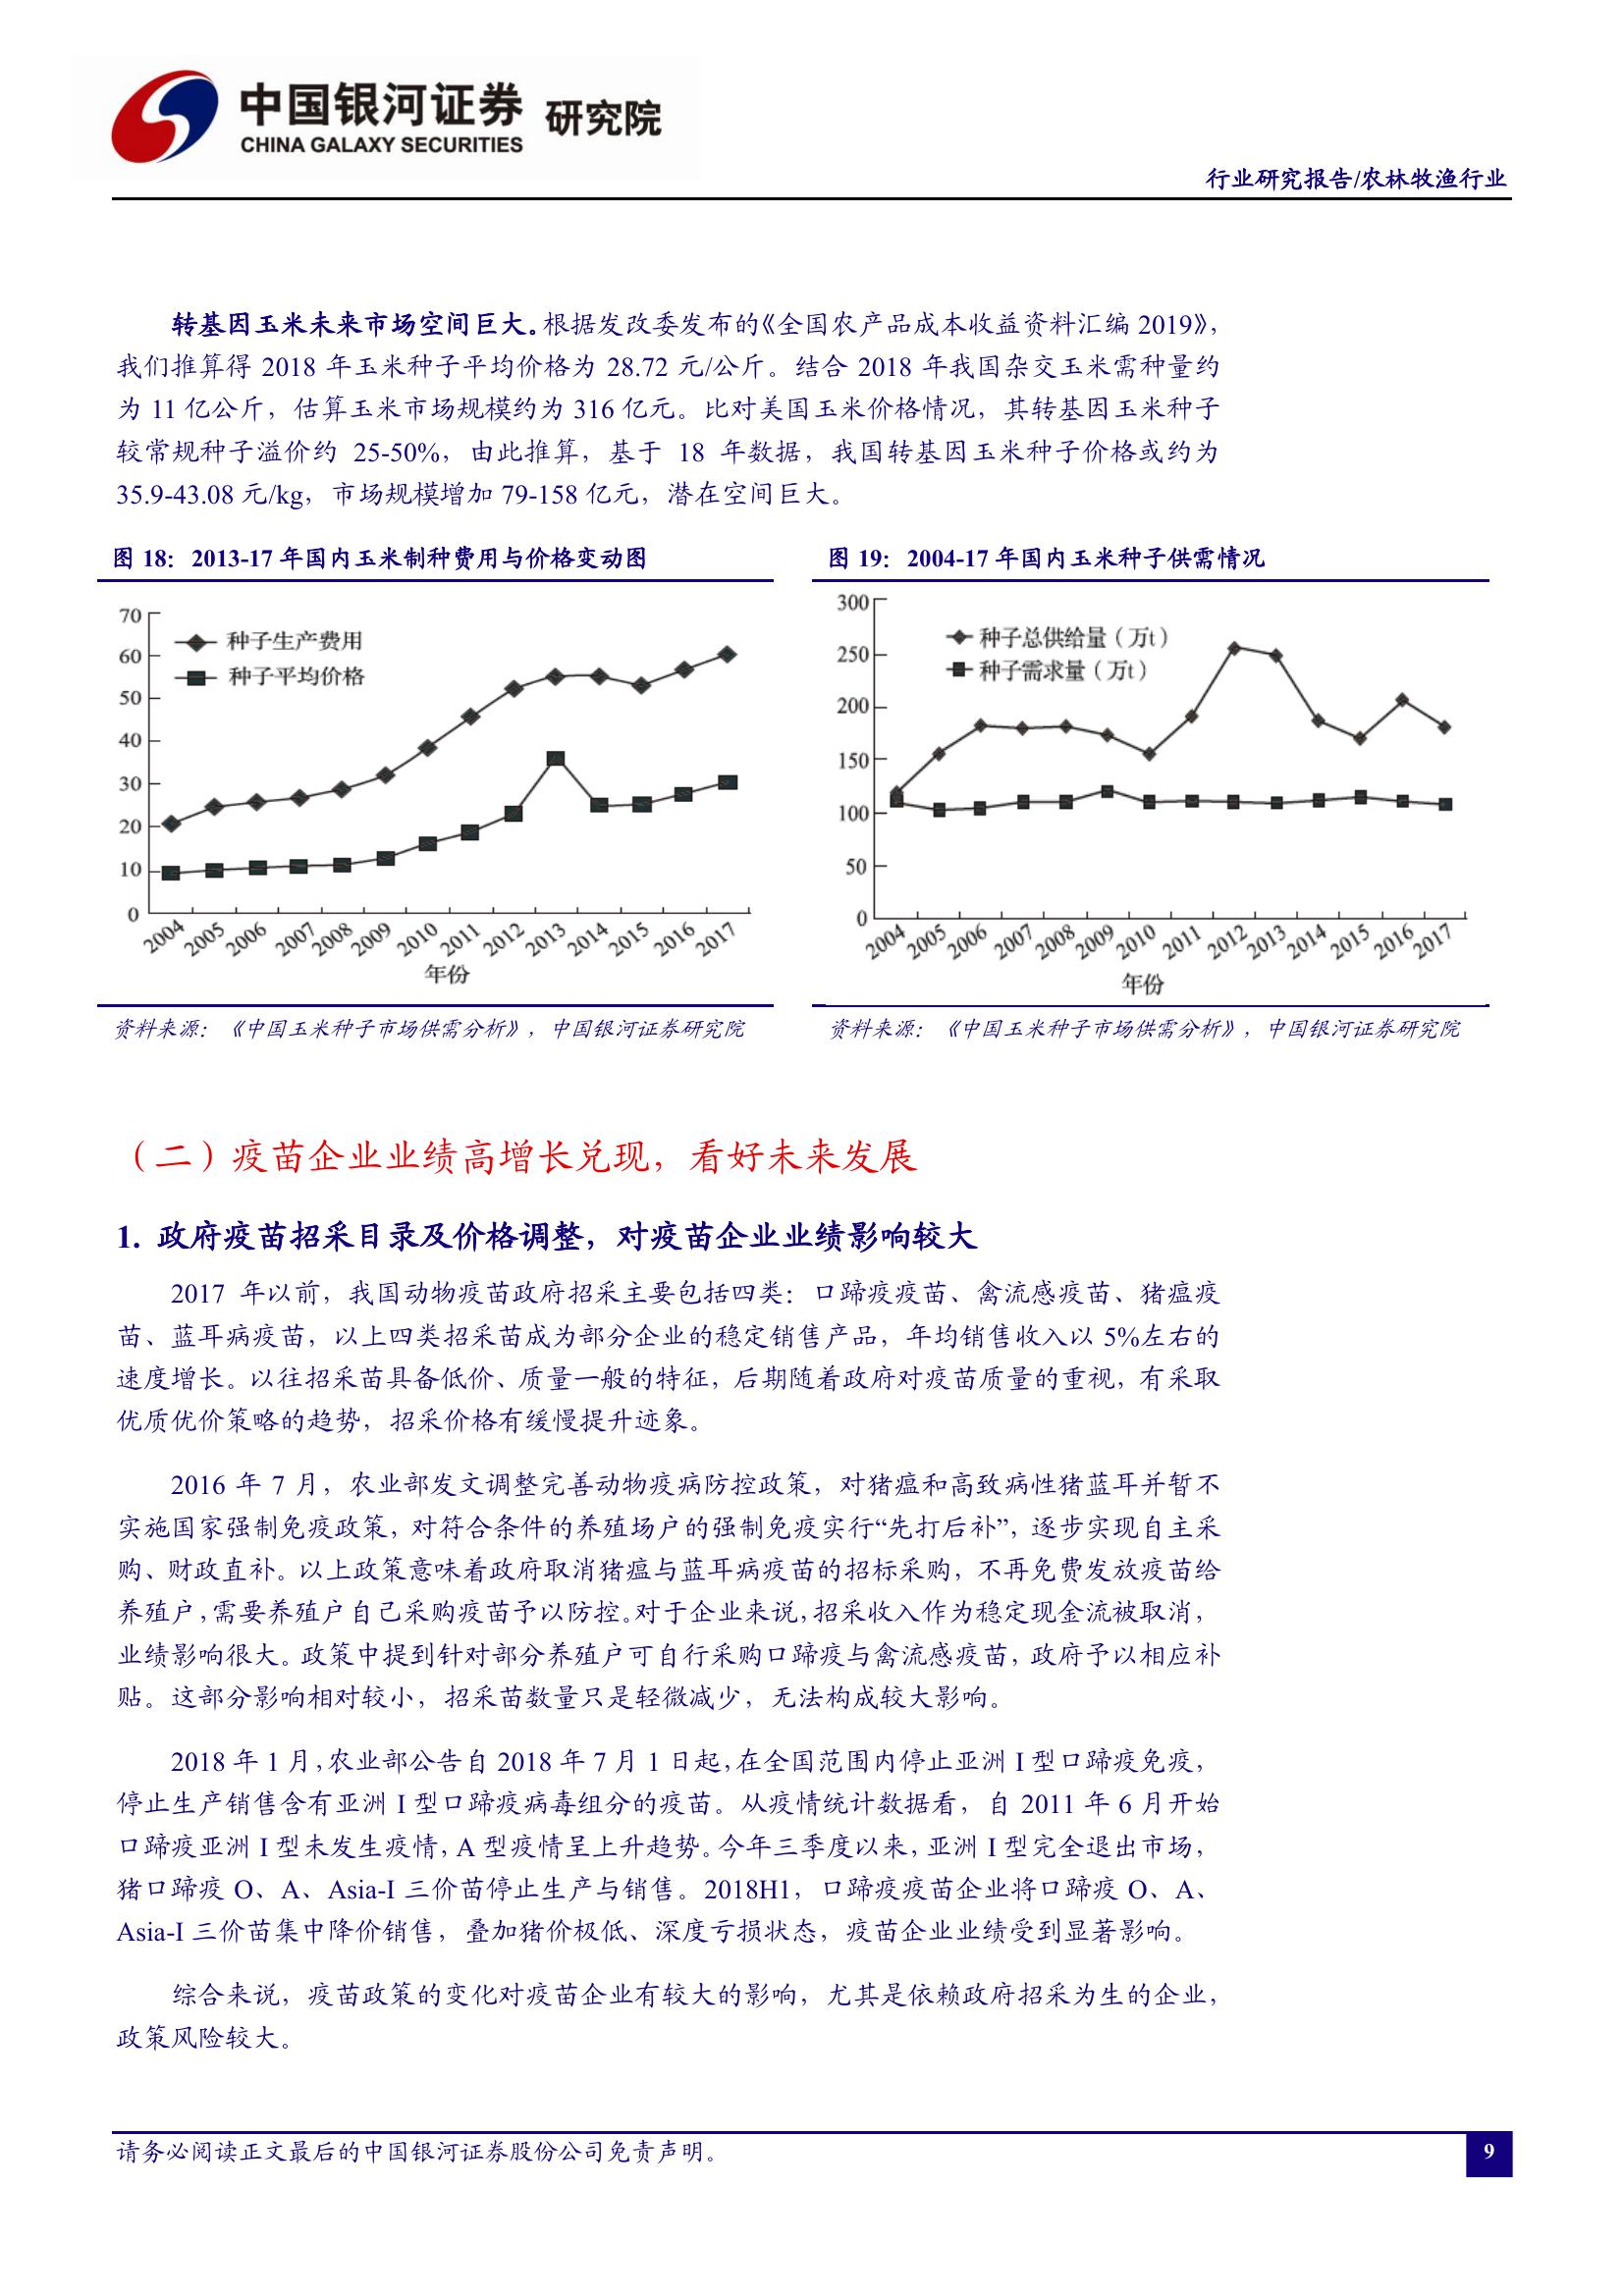 中国银河证券 研究院
CHINA GALAXY SECURITIES
行业研究报告/农林牧渔行业
转基因玉米未来市场空间巨大。根据发改委发布的《全国农产品成本收益资料汇编 2019》，
我们推算得 2018 年玉米种子平均价格为 28.72 元/公斤。结合 2018 年我国杂交玉米需种量约
为 11 亿公斤，估算玉米市场规模约为 316 亿元。比对美国玉米价格情况，其转基因玉米种子
较常规种子溢价约 25-50%，由此推算，基于 18 年数据，我国转基因玉米种子价格或约为
35.9-43.08 元/kg，市场规模增加 79-158 亿元，潜在空间巨大。
图 18：2013-17 年国内玉米制种费用与价格变动图
70
60
50
40
30
20
10
0
种子生产费用
种子平均价格
2004 2005 2006 2007 2008 2009 2010 2011 2012 2013 2014 2015 2016 2017
年份
资料来源：《中国玉米种子市场供需分析》，中国银河证券研究院
图 19：2004-17 年国内玉米种子供需情况
300
250
200
150
100
50
0
种子总供给量（万t）
种子需求量（万t）
2004 2005 2006 2007 2008 2009 2010 2011 2012 2013 2014 2015 2016 2017
年份
资料来源：《中国玉米种子市场供需分析》，中国银河证券研究院
（二）疫苗企业业绩高增长兑现，看好未来发展
1. 政府疫苗招采目录及价格调整，对疫苗企业业绩影响较大
2017 年以前，我国动物疫苗政府招采主要包括四类：口蹄疫疫苗、禽流感疫苗、猪瘟疫
苗、蓝耳病疫苗，以上四类招采苗成为部分企业的稳定销售产品，年均销售收入以 5%左右的
速度增长。以往招采苗具备低价、质量一般的特征，后期随着政府对疫苗质量的重视，有采取
优质优价策略的趋势，招采价格有缓慢提升迹象。
2016 年 7 月，农业部发文调整完善动物疫病防控政策，对猪瘟和高致病性猪蓝耳并暂不
实施国家强制免疫政策，对符合条件的养殖场户的强制免疫实行“先打后补”，逐步实现自主采
购、财政直补。以上政策意味着政府取消猪瘟与蓝耳病疫苗的招标采购，不再免费发放疫苗给
养殖户，需要养殖户自己采购疫苗予以防控。对于企业来说，招采收入作为稳定现金流被取消，
业绩影响很大。政策中提到针对部分养殖户可自行采购口蹄疫与禽流感疫苗，政府予以相应补
贴。这部分影响相对较小，招采苗数量只是轻微减少，无法构成较大影响。
2018 年 1 月，农业部公告自 2018 年 7 月 1 日起，在全国范围内停止亚洲 I 型口蹄疫免疫，
停止生产销售含有亚洲 I 型口蹄疫病毒组分的疫苗。从疫情统计数据看，自 2011 年 6 月开始
口蹄疫亚洲 I 型未发生疫情，A 型疫情呈上升趋势。今年三季度以来，亚洲 I 型完全退出市场，
猪口蹄疫 O、A、Asia-I 三价苗停止生产与销售。2018H1，口蹄疫疫苗企业将口蹄疫 O、A、
Asia-I 三价苗集中降价销售，叠加猪价极低、深度亏损状态，疫苗企业业绩受到显著影响。
综合来说，疫苗政策的变化对疫苗企业有较大的影响，尤其是依赖政府招采为生的企业，
政策风险较大。
请务必阅读正文最后的中国银河证券股份公司免责声明。
9